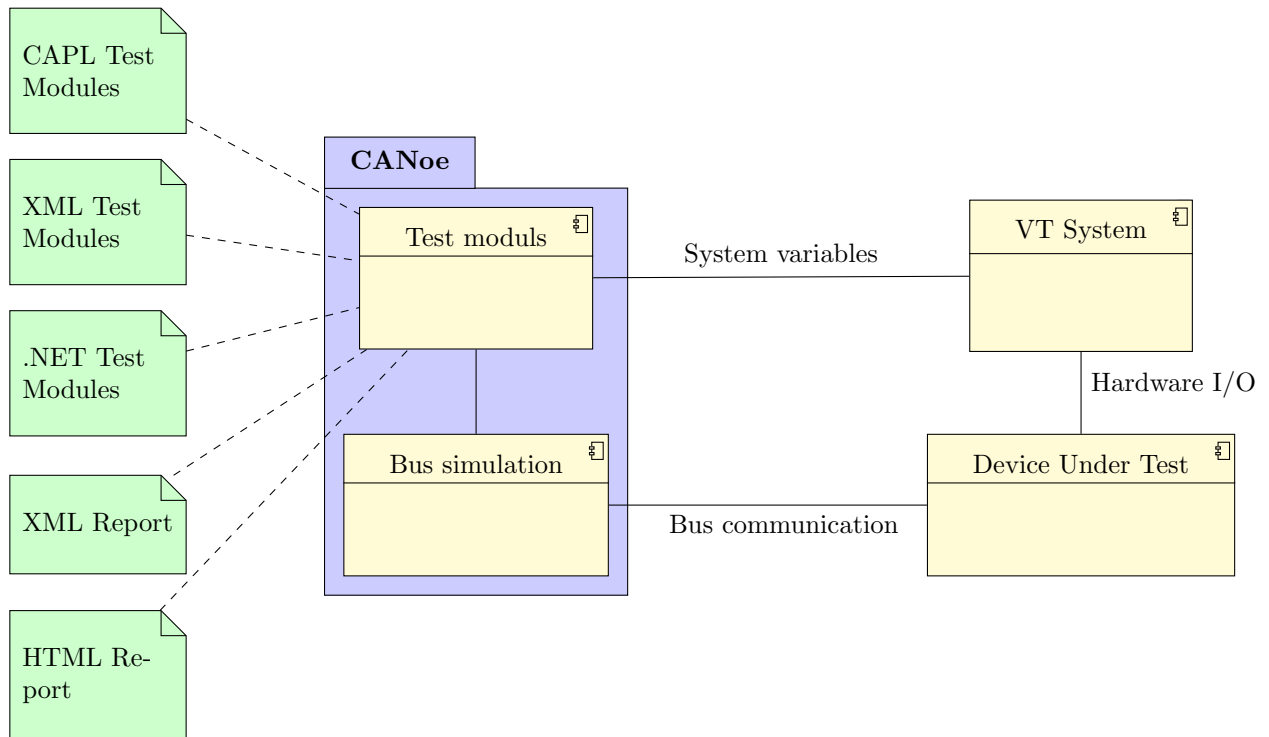 CAPL Test
Modules
XML Test
Modules
.NET Test
Modules
XML Report
HTML Re-
port
CANoe
Test moduls
Bus simulation
System variables
Bus communication
VT System
Hardware I/O
Device Under Test